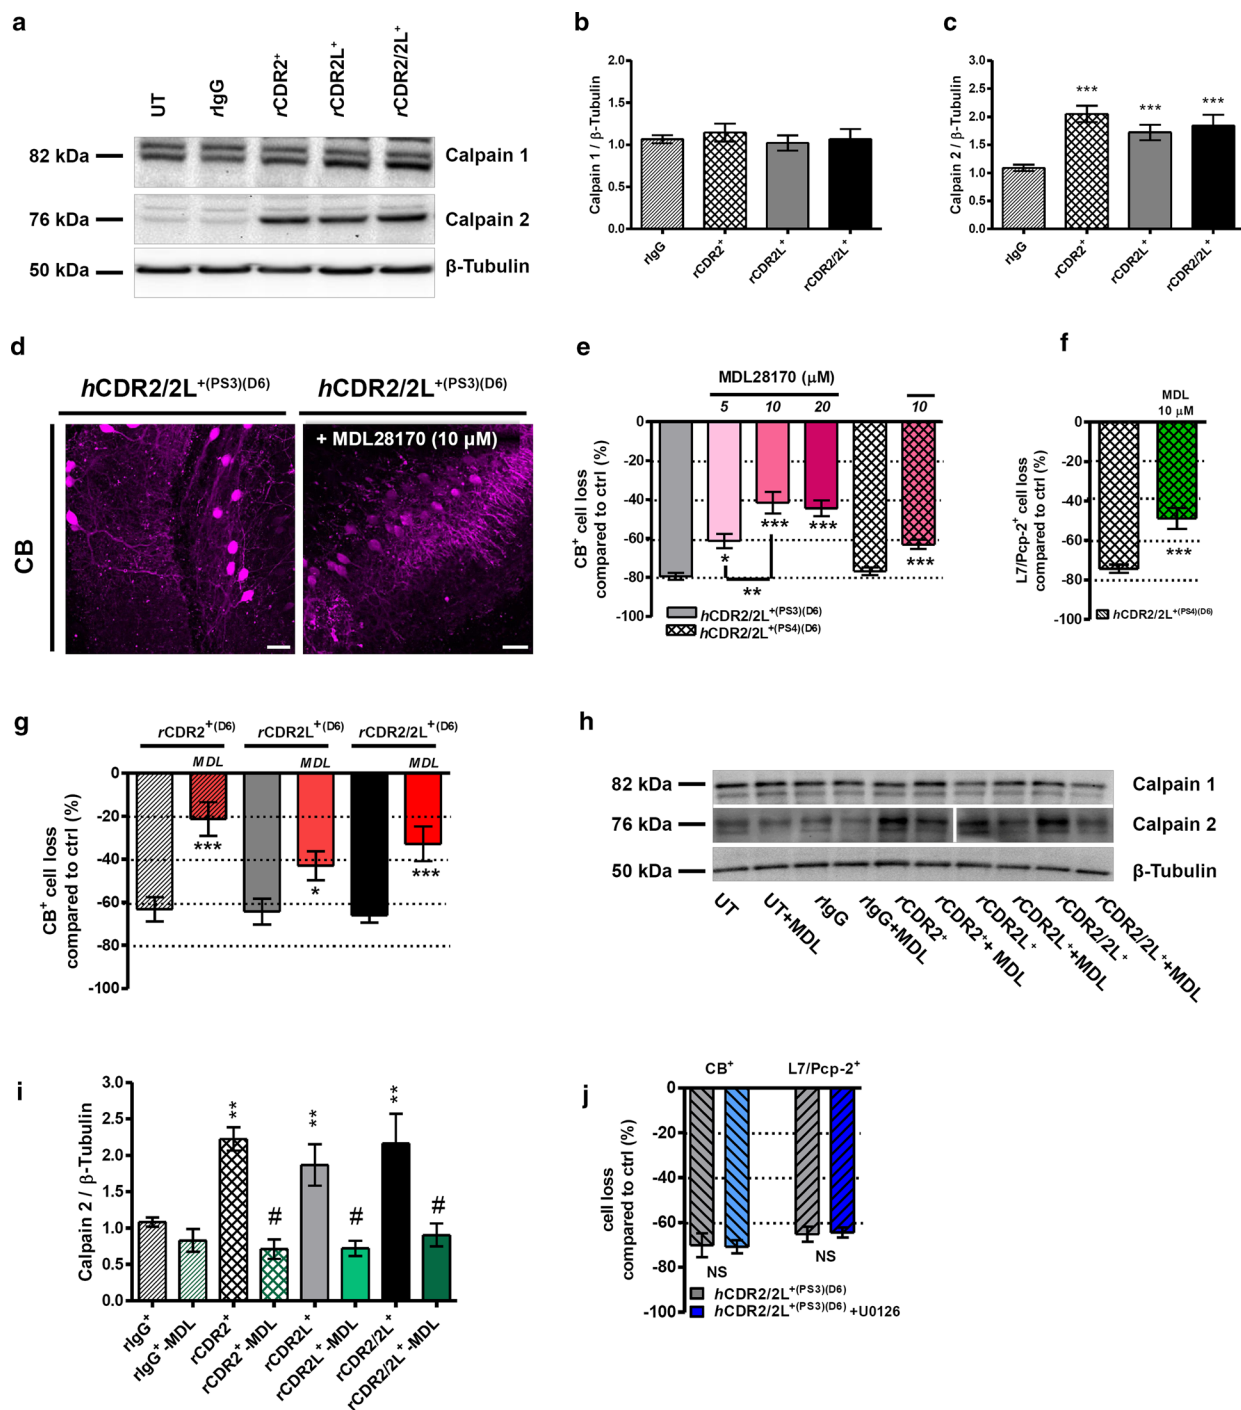 a
UT
rIgG
rCDR2+
rCDR2L+
rCDR2/2L+
82 kDa
Calpain 1
76 kDa
Calpain 2
50 kDa
β-Tubulin
b
Calpain 1 / β-Tubulin
2.0
1.5
1.0
0.5
0.0
rIgG
rCDR2+
rCDR2L+
rCDR2/2L+
c
Calpain 2 / β-Tubulin
3.0
2.5
2.0
1.5
1.0
0.5
0.0
***
***
***
rIgG
rCDR2+
rCDR2L+
rCDR2/2L+
d
hCDR2/2L+(PS3)(D6)
hCDR2/2L+(PS3)(D6)
+ MDL28170 (10 µM)
CB
e
MDL28170 (µM)
5
10
20
10
CB+ cell loss
compared to ctrl (%)
0
-20
-40
-60
-80
-100
*
***
***
**
***
hCDR2/2L+(PS3)(D6)
hCDR2/2L+(PS4)(D6)
f
MDL
10 µM
L7/Pcp-2+ cell loss
compared to ctrl (%)
0
-20
-40
-60
-80
-100
***
hCDR2/2L+(PS4)(D6)
g
rCDR2+(D6)
rCDR2L+(D6)
rCDR2/2L+(D6)
MDL
MDL
MDL
CB+ cell loss
compared to ctrl (%)
0
-20
-40
-60
-80
-100
***
*
***
h
82 kDa
Calpain 1
76 kDa
Calpain 2
50 kDa
β-Tubulin
UT
UT+MDL
rIgG
rIgG+MDL
rCDR2+
rCDR2++ MDL
rCDR2L+
rCDR2L++MDL
rCDR2/2L+
rCDR2/2L++MDL
i
Calpain 2 / β-Tubulin
3.0
2.5
2.0
1.5
1.0
0.5
0.0
**
#
**
#
**
#
rIgG+
rIgG+-MDL
rCDR2+
rCDR2+-MDL
rCDR2L+
rCDR2L+-MDL
rCDR2/2L+
rCDR2/2L+-MDL
j
CB+
L7/Pcp-2+
cell loss
compared to ctrl (%)
0
-20
-40
-60
-80
-100
NS
NS
hCDR2/2L+(PS3)(D6)
hCDR2/2L+(PS3)(D6) +U0126